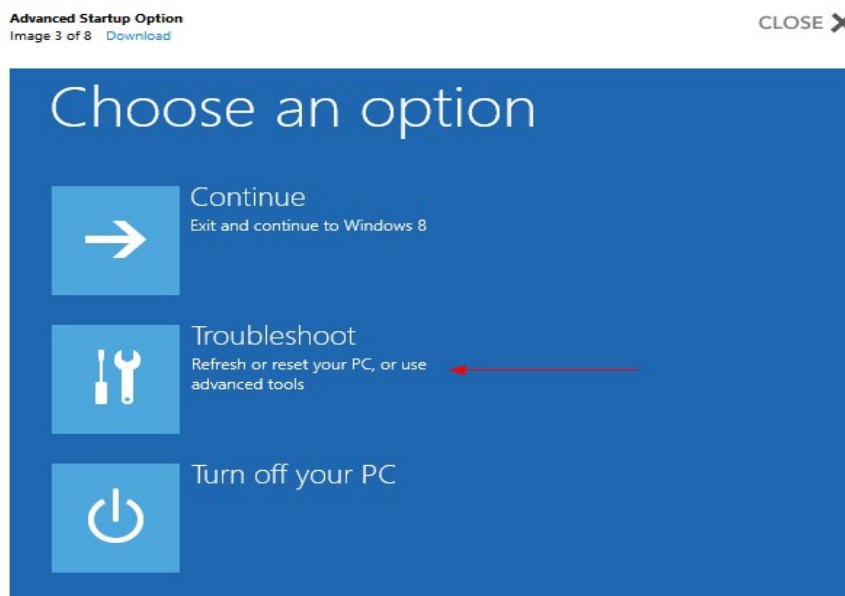 Advanced Startup Option
Image 3 of 8 Download
CLOSE
Choose an option
Continue
Exit and continue to Windows 8
Troubleshoot
Refresh or reset your PC, or use
advanced tools
Turn off your PC